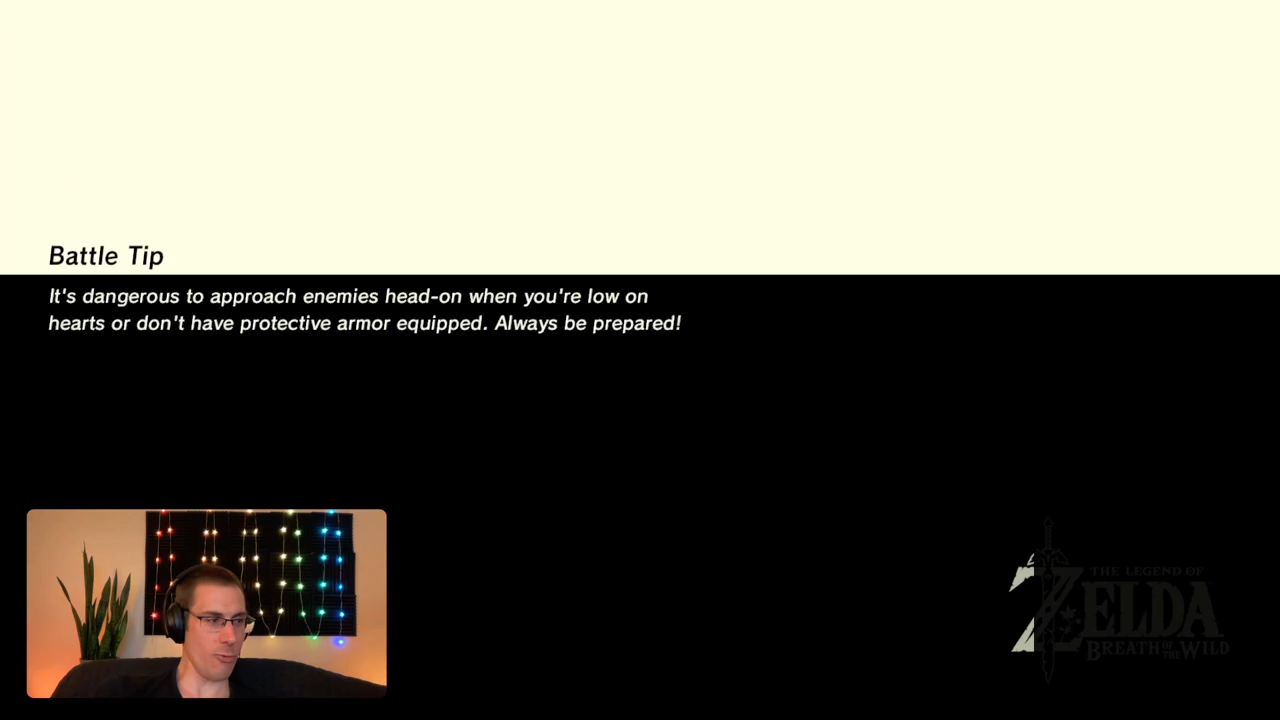 Battle Tip
It's dangerous to approach enemies head-on when you're low on
hearts or don't have protective armor equipped. Always be prepared!
THE LEGEND OF
ZELDA
BREATH OF THE WILD